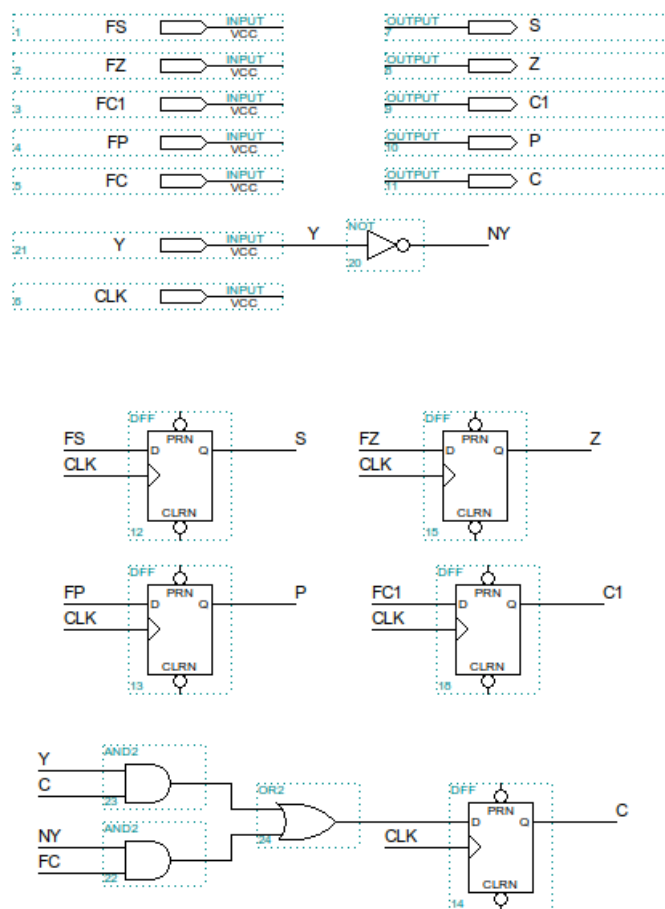 FS INPUT VCC 1
OUTPUT 7 S
FZ INPUT VCC 2
OUTPUT 8 Z
FC1 INPUT VCC 3
OUTPUT 9 C1
FP INPUT VCC 4
OUTPUT 10 P
FC INPUT VCC 5
OUTPUT 11 C
Y INPUT VCC 21
Y NOT 20 NY
CLK INPUT VCC 6
DFF
FS D PRN Q S
CLK
CLRN
12
DFF
FZ D PRN Q Z
CLK
CLRN
15
DFF
FP D PRN Q P
CLK
CLRN
13
DFF
FC1 D PRN Q C1
CLK
CLRN
16
AND2
Y
C
23
AND2
NY
FC
22
OR2
24
DFF
D PRN Q C
CLK
CLRN
14